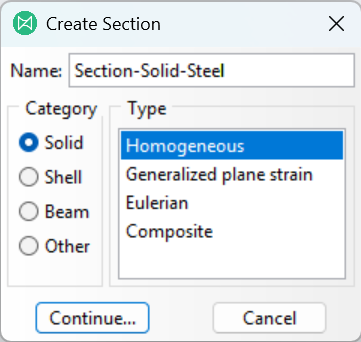 Create Section
Name: Section-Solid-Steel
Category
Type
Solid
Shell
Beam
Other
Homogeneous
Generalized plane strain
Eulerian
Composite
Continue...
Cancel